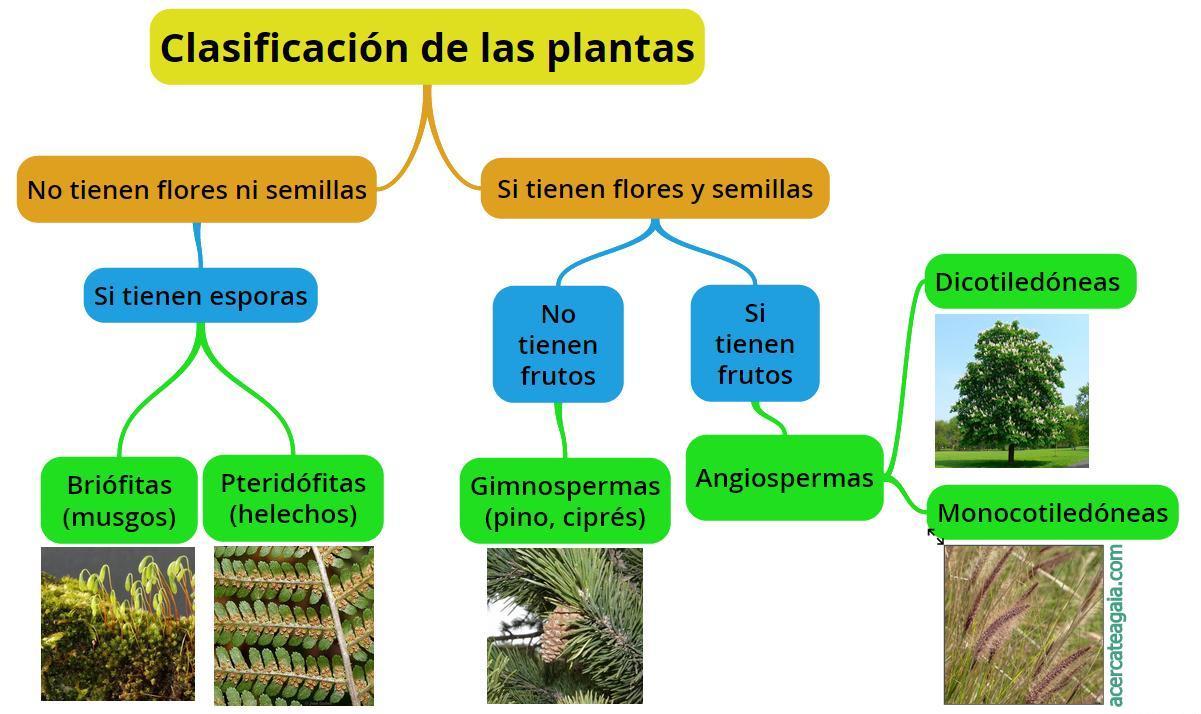 Clasificación de las plantas
No tienen flores ni semillas
Si tienen flores y semillas
Si tienen esporas
No
tienen
frutos
Si
tienen
frutos
Dicotiledóneas
Briófitas
(musgos)
Pteridófitas
(helechos)
Gimnospermas
(pino, ciprés)
Angiospermas
Monocotiledóneas
acercateagaia.com